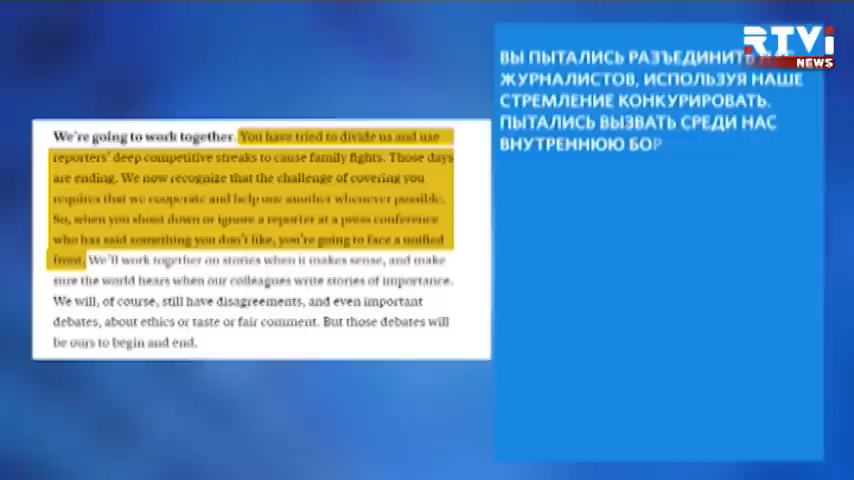 We're going to work together. You have tried to divide us and use
reporters' deep competitive streaks to cause family fights. Those days
are ending. We now recognize that the challenge of covering you
requires that we cooperate and help one another whenever possible.
So, when you shout down or ignore a reporter at a press conference
who has said something you don't like, you're going to face a unified
front. We'll work together on stories when it makes sense, and make
sure the world hears when our colleagues write stories of importance.
We will, of course, still have disagreements, and even important
debates, about ethics or taste or fair comment. But those debates will
be ours to begin and end.
RTVi
NEWS
ВЫ ПЫТАЛИСЬ РАЗЪЕДИНИТЬ
ЖУРНАЛИСТОВ, ИСПОЛЬЗУЯ НАШЕ
СТРЕМЛЕНИЕ КОНКУРИРОВАТЬ.
ПЫТАЛИСЬ ВЫЗВАТЬ СРЕДИ НАС
ВНУТРЕННЮЮ БОР